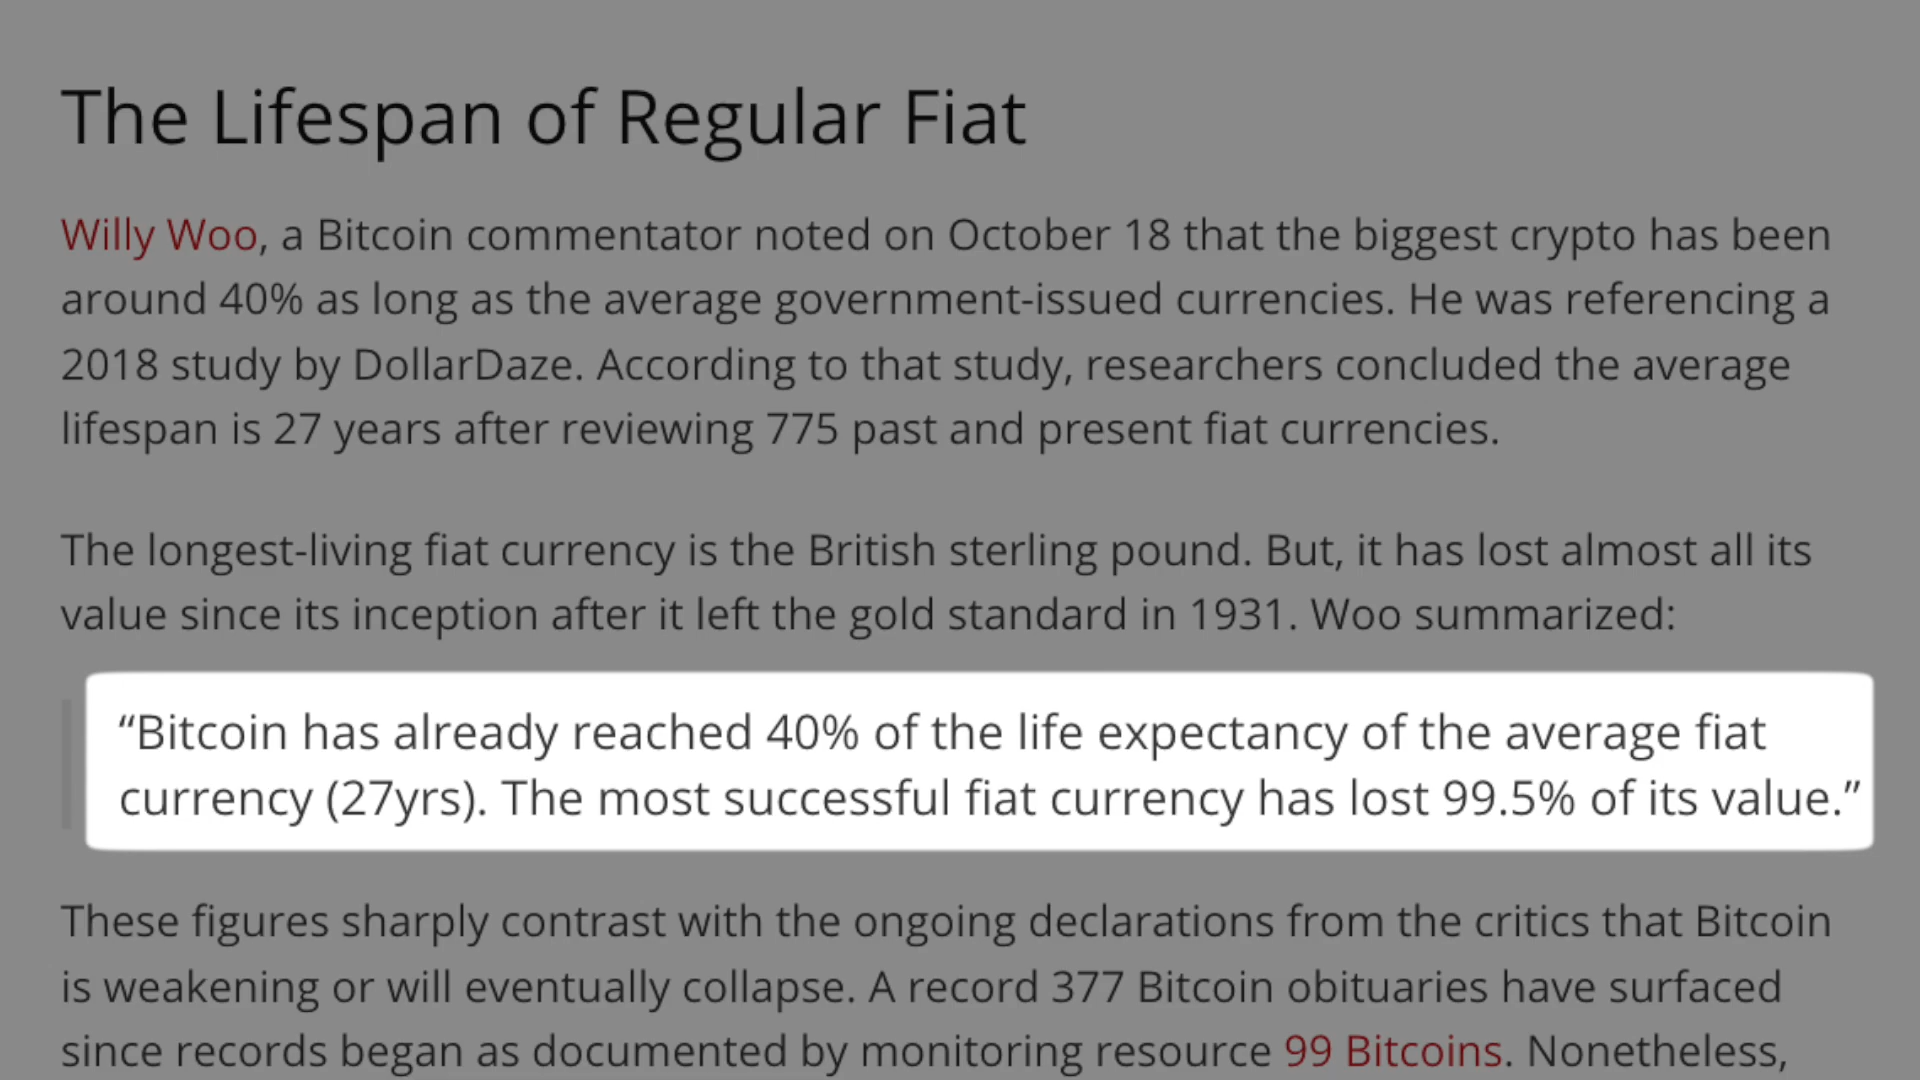 The Lifespan of Regular Fiat
Willy Woo, a Bitcoin commentator noted on October 18 that the biggest crypto has been
around 40% as long as the average government-issued currencies. He was referencing a
2018 study by DollarDaze. According to that study, researchers concluded the average
lifespan is 27 years after reviewing 775 past and present fiat currencies.
The longest-living fiat currency is the British sterling pound. But, it has lost almost all its
value since its inception after it left the gold standard in 1931. Woo summarized:
“Bitcoin has already reached 40% of the life expectancy of the average fiat
currency (27yrs). The most successful fiat currency has lost 99.5% of its value.”
These figures sharply contrast with the ongoing declarations from the critics that Bitcoin
is weakening or will eventually collapse. A record 377 Bitcoin obituaries have surfaced
since records began as documented by monitoring resource 99 Bitcoins. Nonetheless,